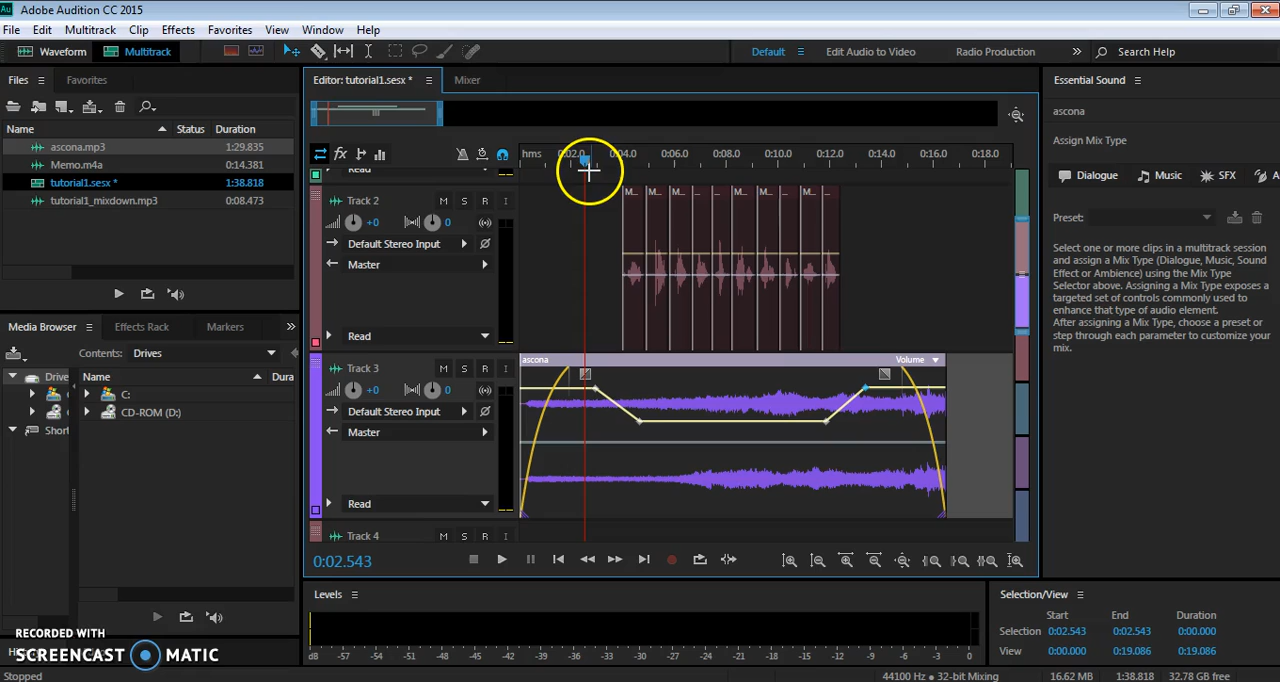 Au Adobe Audition CC 2015
File Edit Multitrack Clip Effects Favorites View Window Help
Waveform Multitrack Default Edit Audio to Video Radio Production Search Help
Files Favorites
Name Status Duration
ascona.mp3 1:29.835
Memo.m4a 0:14.381
tutorial1.sesx * 1:38.818
tutorial1_mixdown.mp3 0:08.473
Media Browser Effects Rack Markers
Contents: Drives
Drive Name Dura
C:
CD-ROM (D:)
Short
RECORDED WITH
SCREENCAST MATIC
Stopped
Editor: tutorial1.sesx * Mixer
hms 0:02.0 0:04.0 0:06.0 0:08.0 0:10.0 0:12.0 0:14.0 0:16.0 0:18.0
fx
Read
Track 2 M S R I
+0 0
Default Stereo Input
Master
Read
M... M... M... ... ... M... M... ... M... ...
Track 3 M S R I
+0 0
Default Stereo Input
Master
Read
ascona Volume
Track 4 M S R I
0:02.543
Levels
dB -57 -54 -51 -48 -45 -42 -39 -36 -33 -30 -27 -24 -21 -18 -15 -12 -9 -6 -3 0
Essential Sound
ascona
Assign Mix Type
Dialogue Music SFX A
Preset:
Select one or more clips in a multitrack session
and assign a Mix Type (Dialogue, Music, Sound
Effect or Ambience) using the Mix Type
Selector above. Assigning a Mix Type exposes a
targeted set of controls commonly used to
enhance that type of audio element.
After assigning a Mix Type, choose a preset or
step through each parameter to customize your
mix.
Selection/View
Start End Duration
Selection 0:02.543 0:02.543 0:00.000
View 0:00.000 0:19.086 0:19.086
44100 Hz • 32-bit Mixing 16.62 MB 1:38.818 32.78 GB free